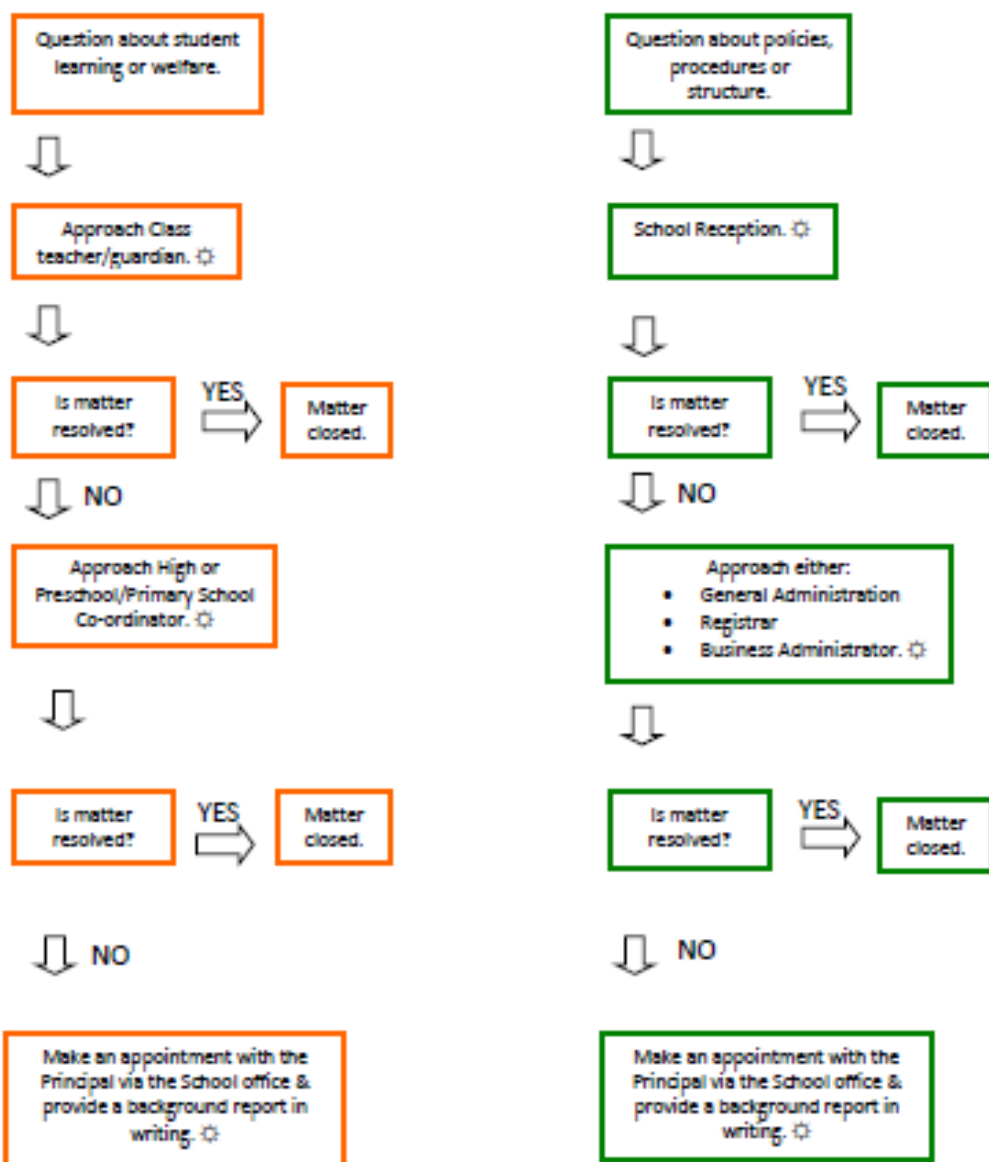 Question about student
learning or welfare.
Approach Class
teacher/guardian. ☼
Is matter
resolved?
YES
Matter
closed.
NO
Approach High or
Preschool/Primary School
Co-ordinator. ☼
Is matter
resolved?
YES
Matter
closed.
NO
Make an appointment with the
Principal via the School office &
provide a background report in
writing. ☼
Question about policies,
procedures or
structure.
School Reception. ☼
Is matter
resolved?
YES
Matter
closed.
NO
Approach either:
• General Administration
• Registrar
• Business Administrator. ☼
Is matter
resolved?
YES
Matter
closed.
NO
Make an appointment with the
Principal via the School office &
provide a background report in
writing. ☼